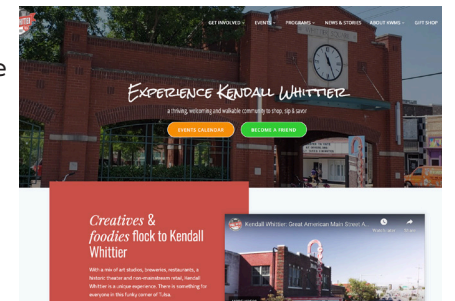 e
GET INVOLVED EVENTS PROGRAMS NEWS & STORIES ABOUT KWMS GIFT SHOP
EXPERIENCE KENDALL WHITTIER
a thriving, welcoming and walkable community to shop, sip & savor
EVENTS CALENDAR BECOME A FRIEND
Creatives &
foodies flock to Kendall
Whittier
With a mix of art studios, breweries, restaurants, a
historic theater and non-mainstream retail, Kendall
Whittier is a unique experience. There is something for
everyone in this funky corner of Tulsa.
Kendall Whittier: Great American Main Street A...
Watch Later Share